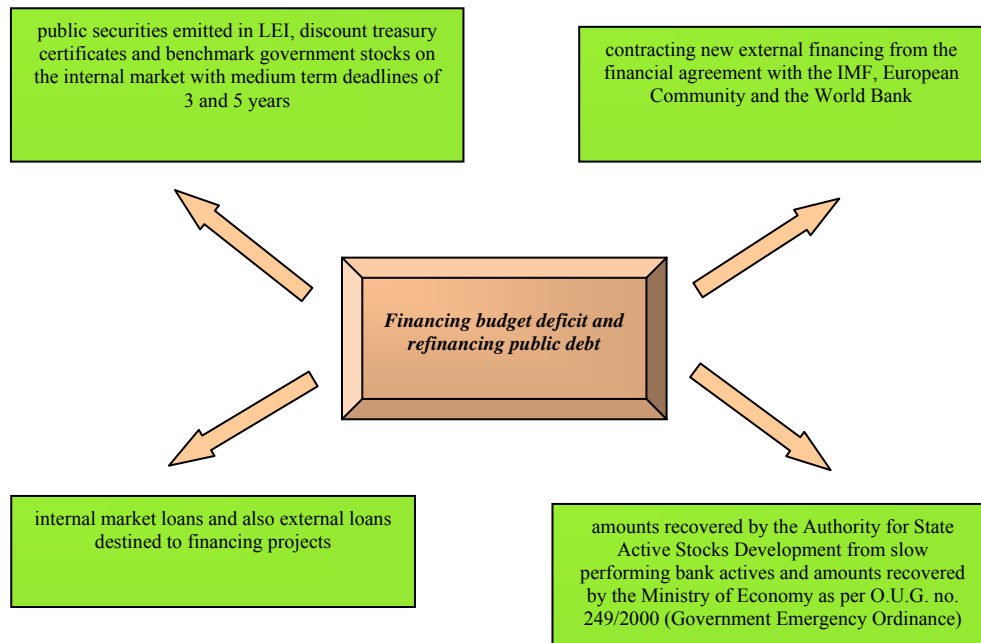 public securities emitted in LEI, discount treasury
certificates and benchmark government stocks on
the internal market with medium term deadlines of
3 and 5 years
contracting new external financing from the
financial agreement with the IMF, European
Community and the World Bank
Financing budget deficit and
refinancing public debt
internal market loans and also external loans
destined to financing projects
amounts recovered by the Authority for State
Active Stocks Development from slow
performing bank actives and amounts recovered
by the Ministry of Economy as per O.U.G. no.
249/2000 (Government Emergency Ordinance)